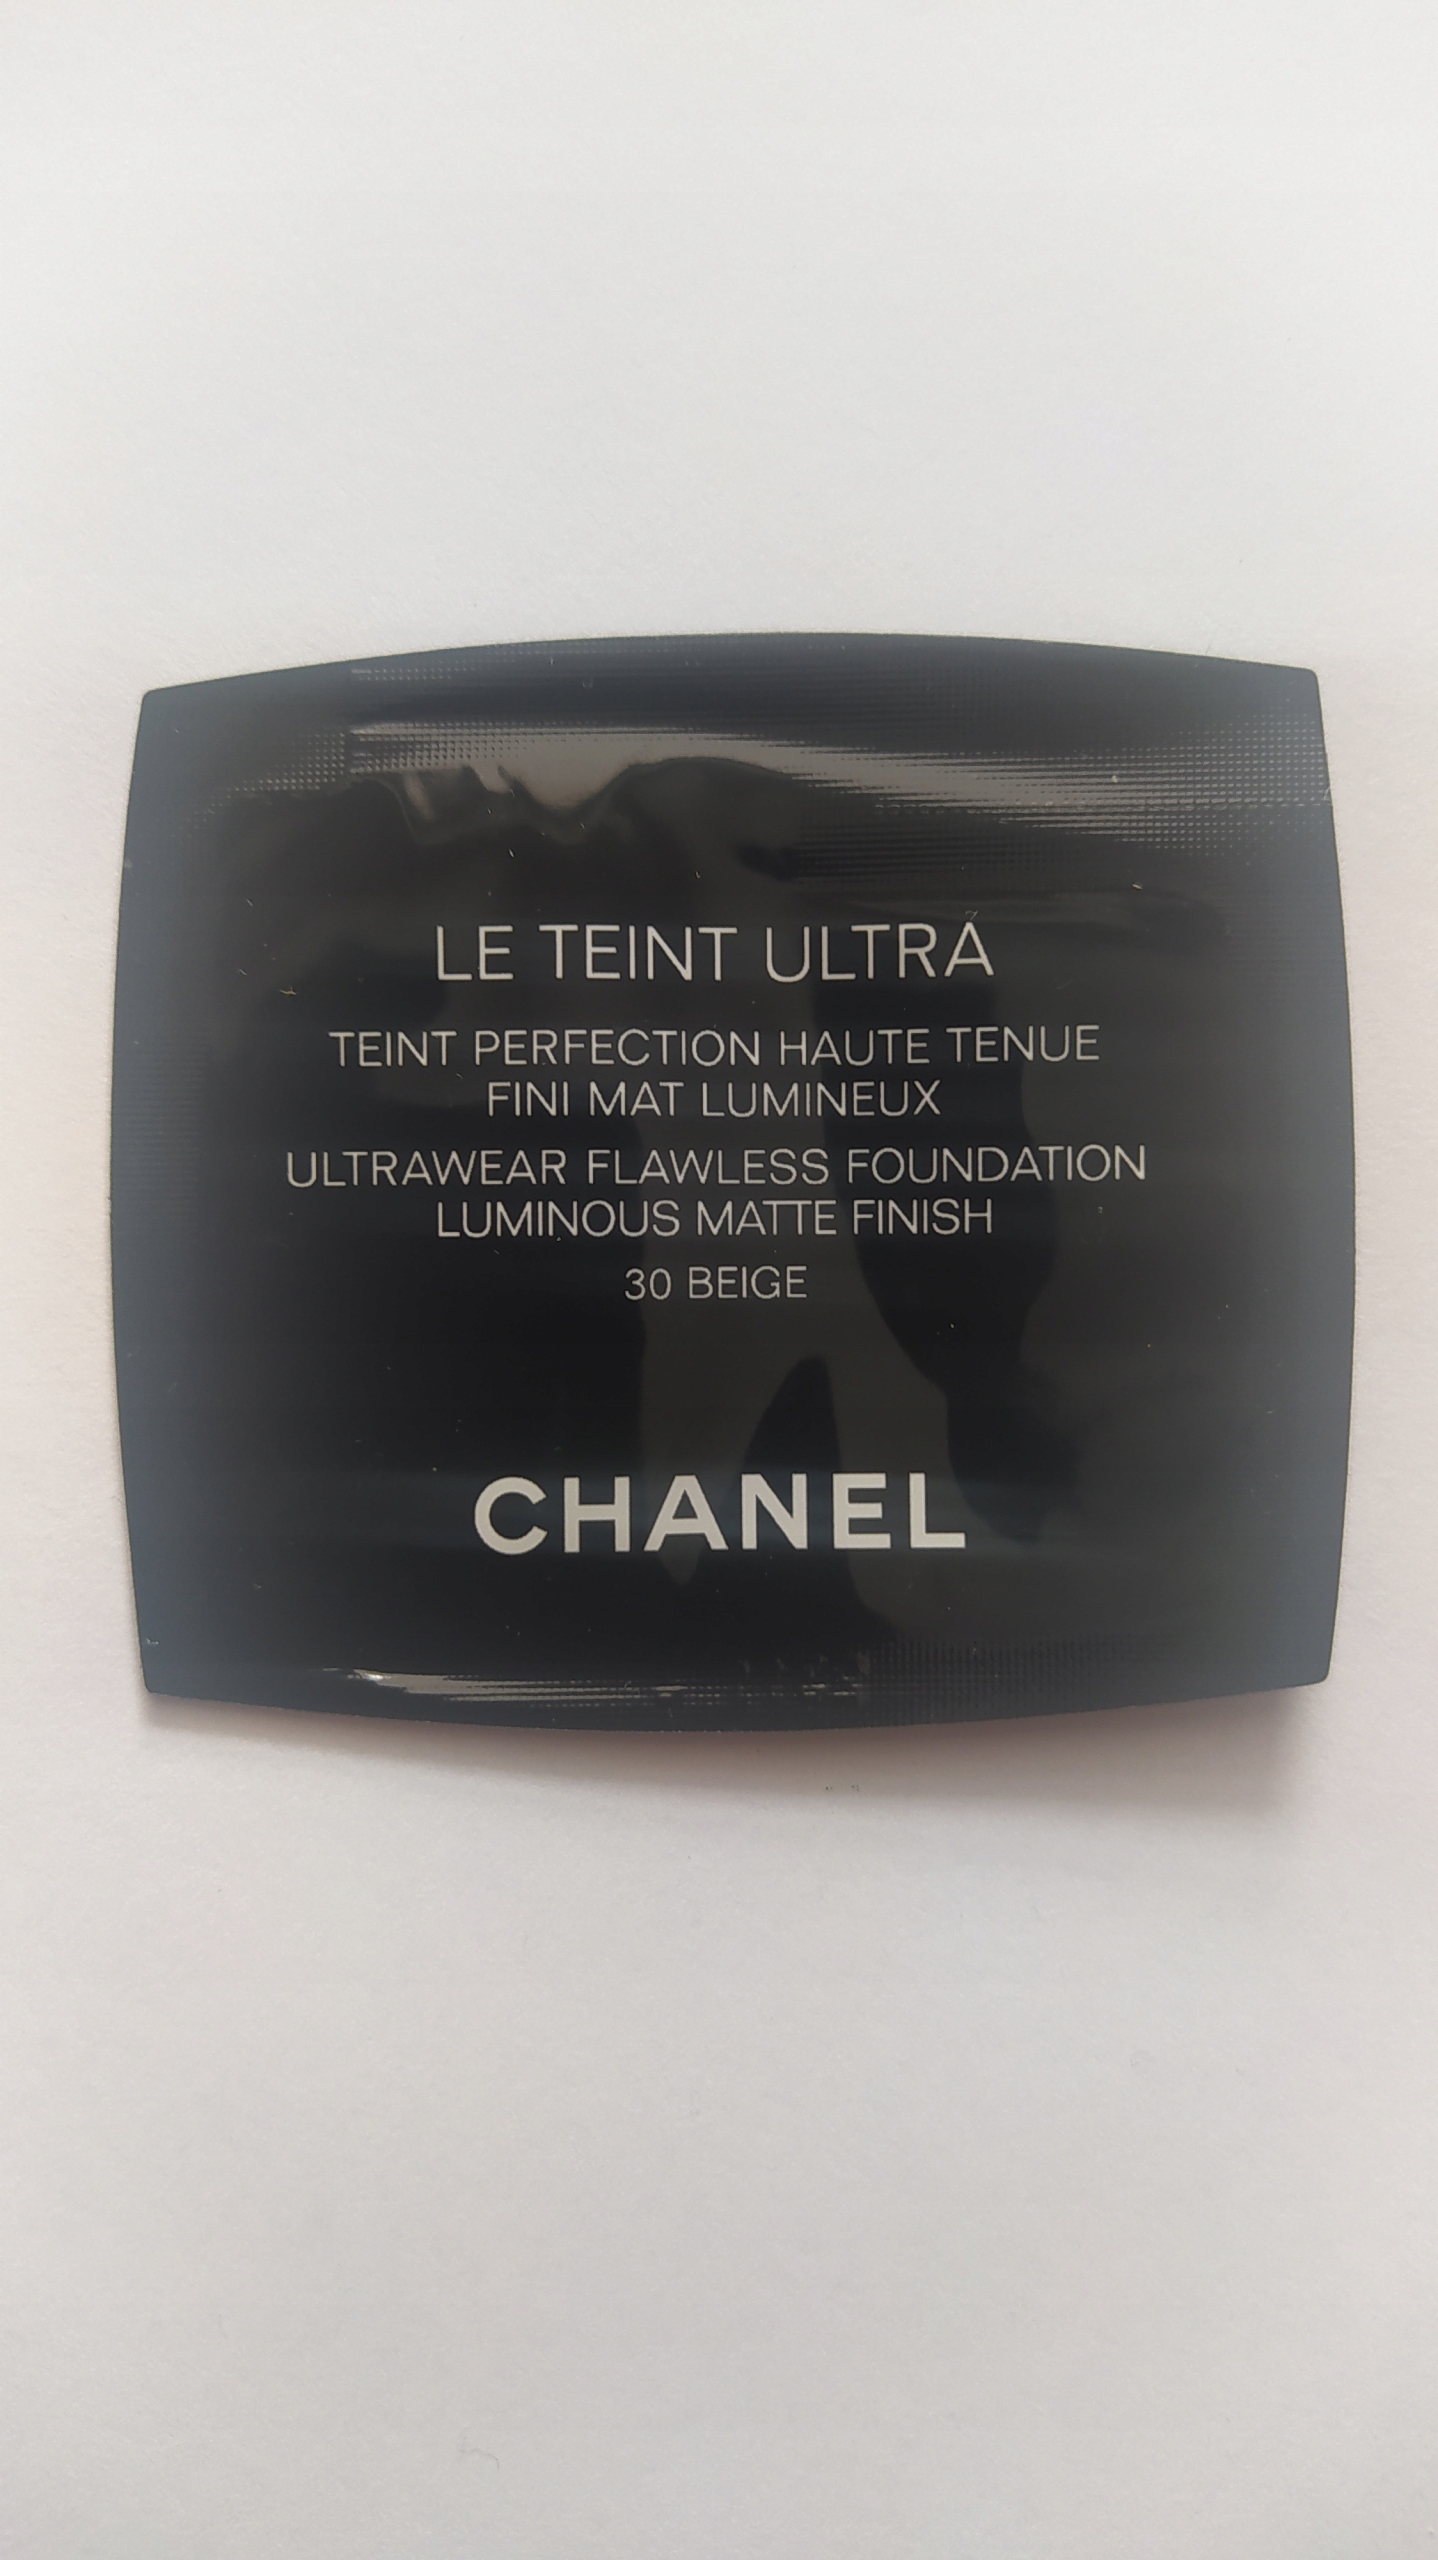 LE TEINT ULTRA
TEINT PERFECTION HAUTE TENUE
FINI MAT LUMINEUX
ULTRAWEAR FLAWLESS FOUNDATION
LUMINOUS MATTE FINISH
30 BEIGE
CHANEL